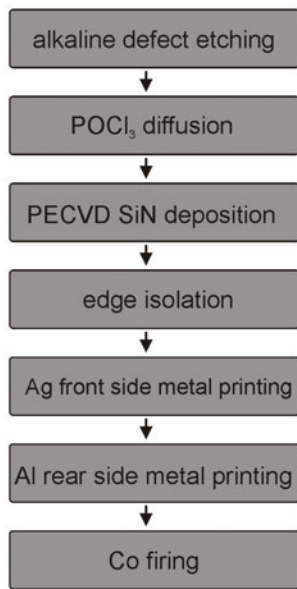 alkaline defect etching
POCl₃ diffusion
PECVD SiN deposition
edge isolation
Ag front side metal printing
Al rear side metal printing
Co firing